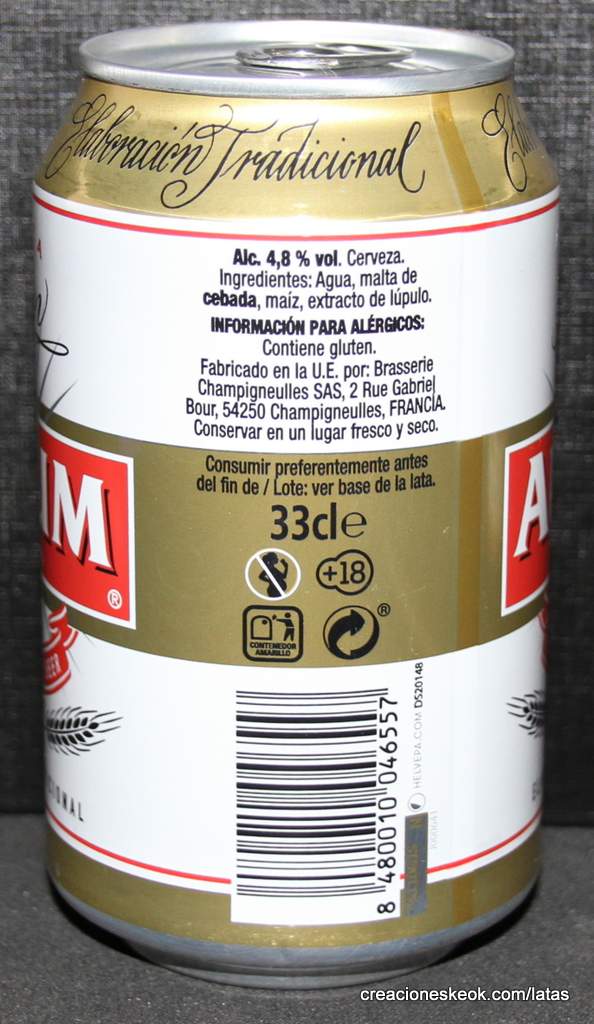 Elaboración Tradicional
Alc. 4,8 % vol. Cerveza.
Ingredientes: Agua, malta de
cebada, maíz, extracto de lúpulo.
INFORMACIÓN PARA ALÉRGICOS:
Contiene gluten.
Fabricado en la U.E. por: Brasserie
Champigneulles SAS, 2 Rue Gabriel
Bour, 54250 Champigneulles, FRANCIA.
Conservar en un lugar fresco y seco.
Consumir preferentemente antes
del fin de / Lote: ver base de la lata.
33cl e
+18
CONTENEDOR
AMARILLO
®
IM
®
A
8 480010 046557
HELVEPA.COM DS20148
creacioneskeok.com/latas